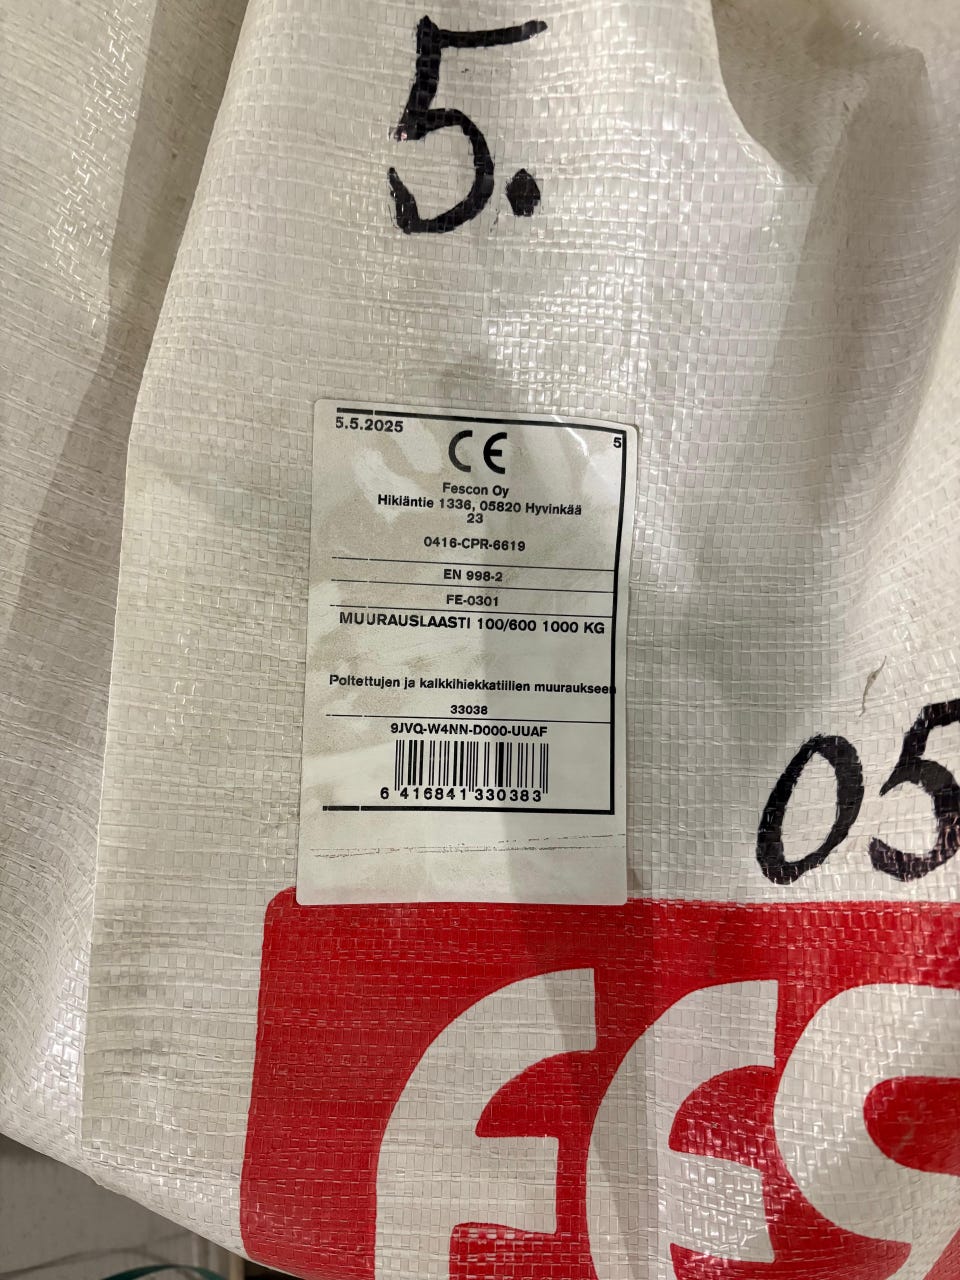 5.
5.5.2025
5
CE
Fescon Oy
Hikiäntie 1336, 05820 Hyvinkää
23
0416-CPR-6619
EN 998-2
FE-0301
MUURAUSLAASTI 100/600 1000 KG
Poltettujen ja kalkkihiekkatiilien muuraukseen
33038
9JVQ-W4NN-D000-UUAF
6 416841 330383
05
FES